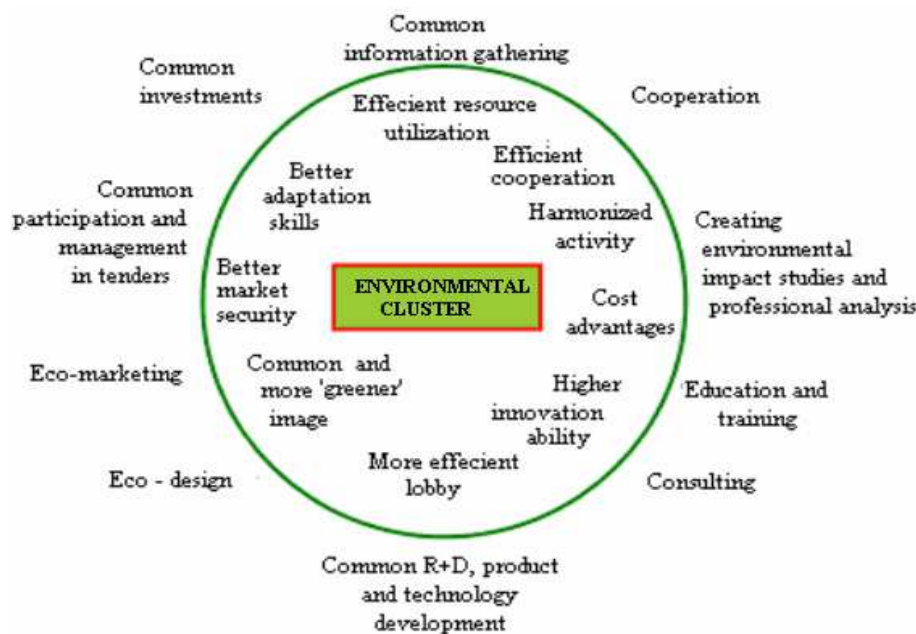 Common
information gathering
Common
investments
Cooperation
Effecient resource
utilization
Efficient
cooperation
Better
adaptation
skills
Harmonized
activity
Common
participation and
management
in tenders
Creating
environmental
impact studies and
professional analysis
Better
market
security
ENVIRONMENTAL
CLUSTER
Cost
advantages
Eco-marketing
Common and
more 'greener'
image
Higher
innovation
ability
Education and
training
More effecient
lobby
Eco - design
Consulting
Common R+D, product
and technology
development